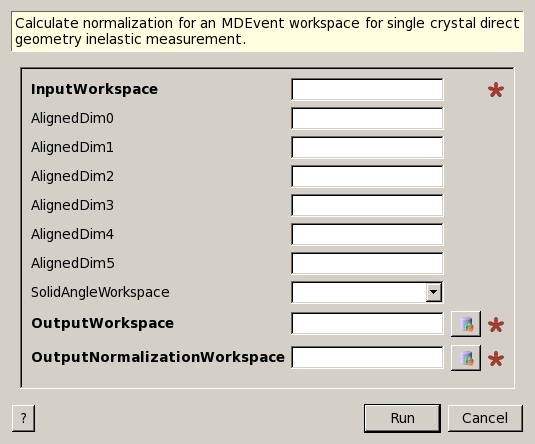 Calculate normalization for an MDEvent workspace for single crystal direct
geometry inelastic measurement.
InputWorkspace
AlignedDim0
AlignedDim1
AlignedDim2
AlignedDim3
AlignedDim4
AlignedDim5
SolidAngleWorkspace
OutputWorkspace
OutputNormalizationWorkspace
? Run Cancel